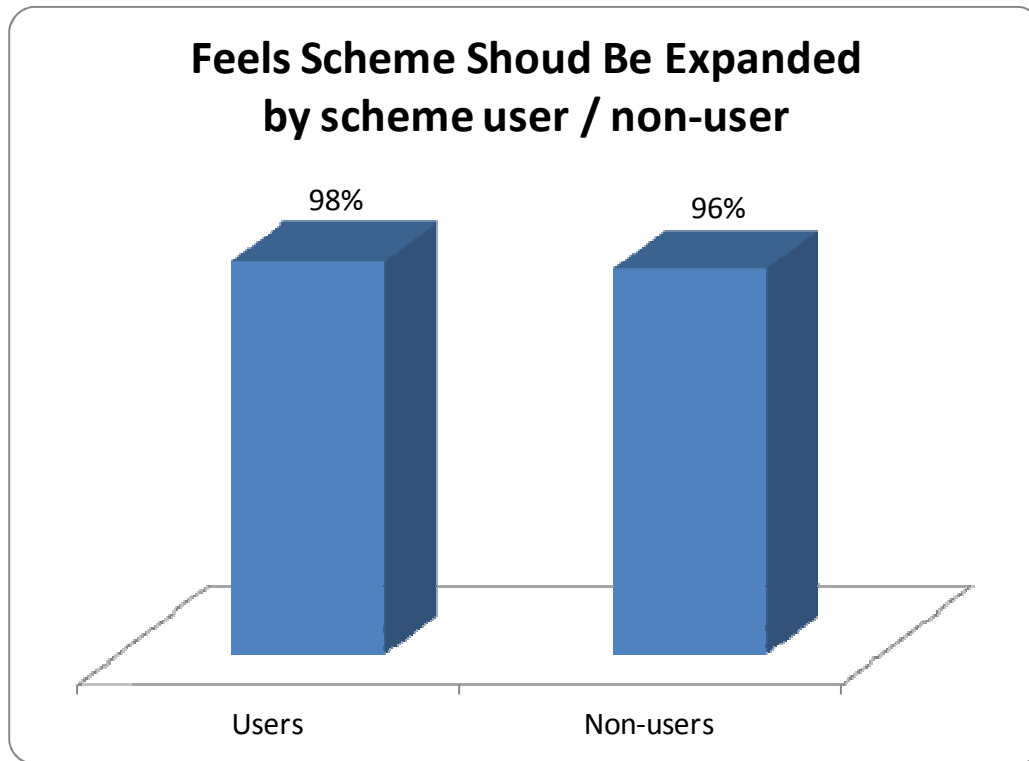 Feels Scheme Shoud Be Expanded
by scheme user / non-user
98%
96%
Users
Non-users